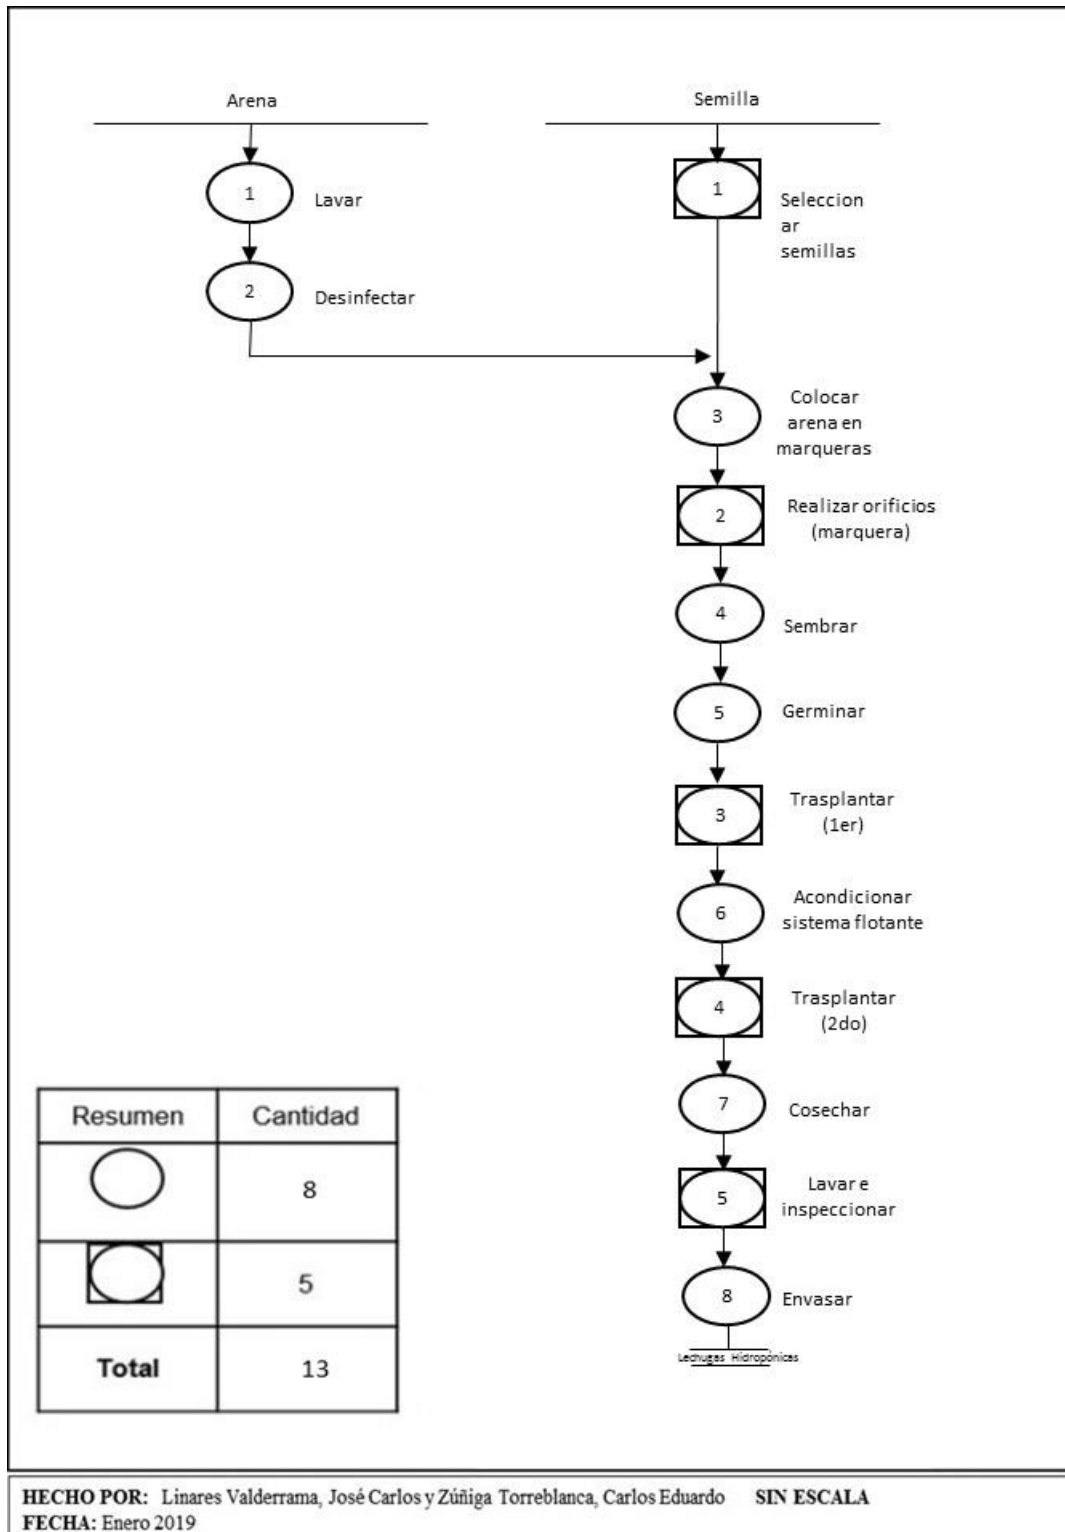 Arena
Semilla
1
Lavar
1
Seleccion
ar
semillas
2
Desinfectar
3
Colocar
arena en
marqueras
2
Realizar orificios
(marquera)
4
Sembrar
5
Germinar
3
Trasplantar
(1er)
6
Acondicionar
sistema flotante
4
Trasplantar
(2do)
7
Cosechar
5
Lavar e
inspeccionar
8
Envasar
Lechugas Hidropónicas
Resumen Cantidad
8
5
Total 13
HECHO POR: Linares Valderrama, José Carlos y Zúñiga Torreblanca, Carlos Eduardo SIN ESCALA
FECHA: Enero 2019